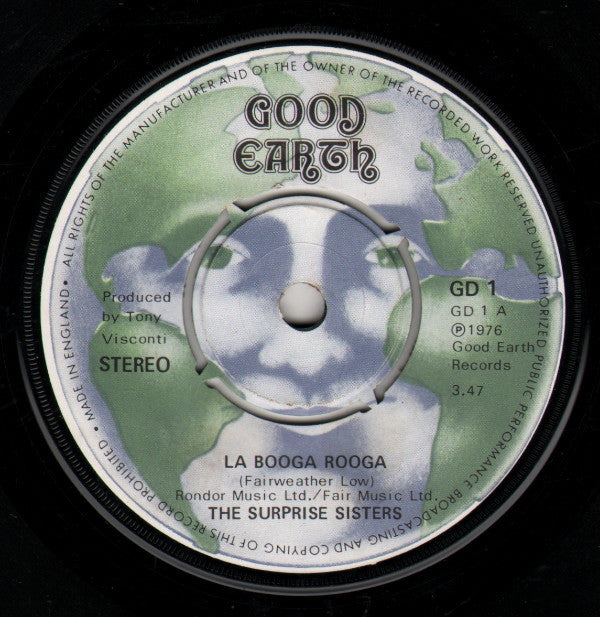 ALL RIGHTS OF THE MANUFACTURER AND OF THE OWNER OF THE RECORDED WORK RESERVED UNAUTHORIZED PUBLIC PERFORMANCE BROADCASTING AND COPYING OF THIS RECORD PROHIBITED • MADE IN ENGLAND •
GOOD
EARTH
Produced
by Tony
Visconti
STEREO
GD 1
GD 1 A
Ⓟ1976
Good Earth
Records
3.47
LA BOOGA ROOGA
(Fairweather Low)
Rondor Music Ltd./Fair Music Ltd.
THE SURPRISE SISTERS